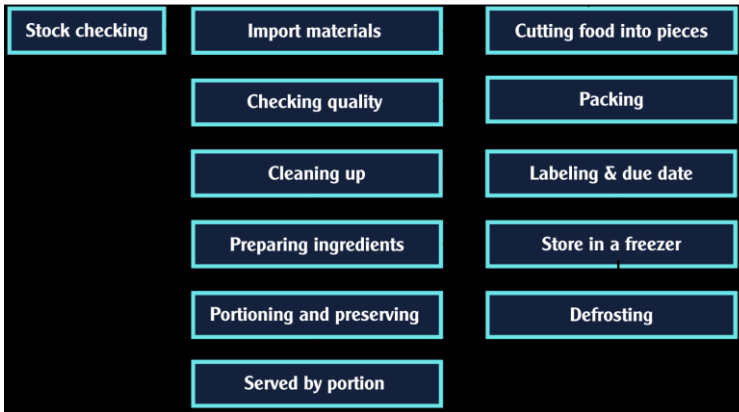 Stock checking
Import materials
Checking quality
Cleaning up
Preparing ingredients
Portioning and preserving
Served by portion
Cutting food into pieces
Packing
Labeling & due date
Store in a freezer
Defrosting